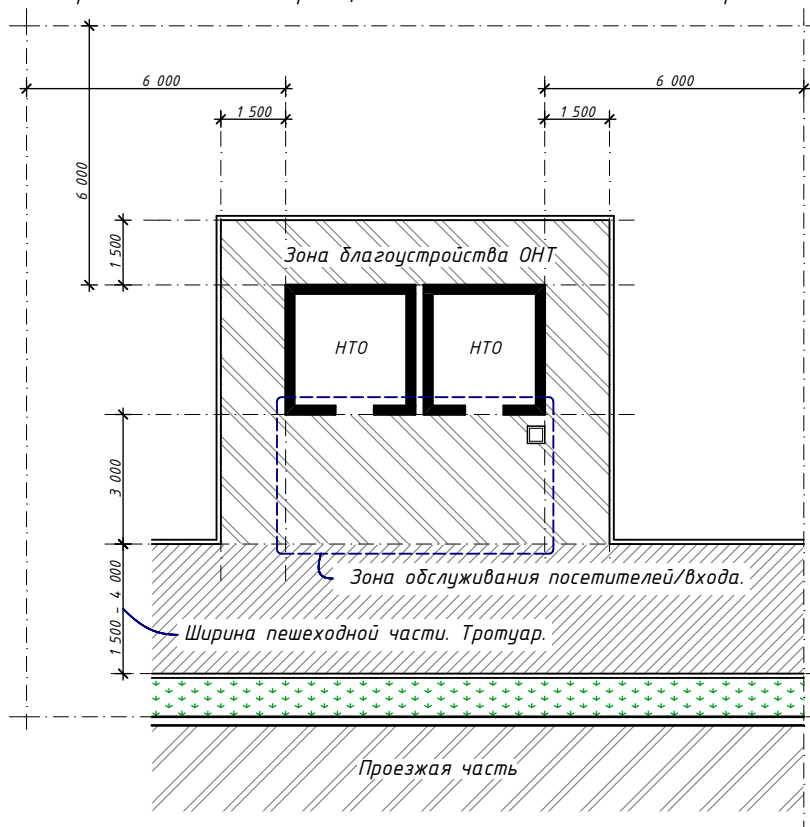 6 000
6 000
1 500
1 500
6 000
1 500
Зона благоустройства ОНТ
НТО
НТО
3 000
Зона обслуживания посетителей/входа.
1 500 - 4 000
Ширина пешеходной части. Тротуар.
Проезжая часть